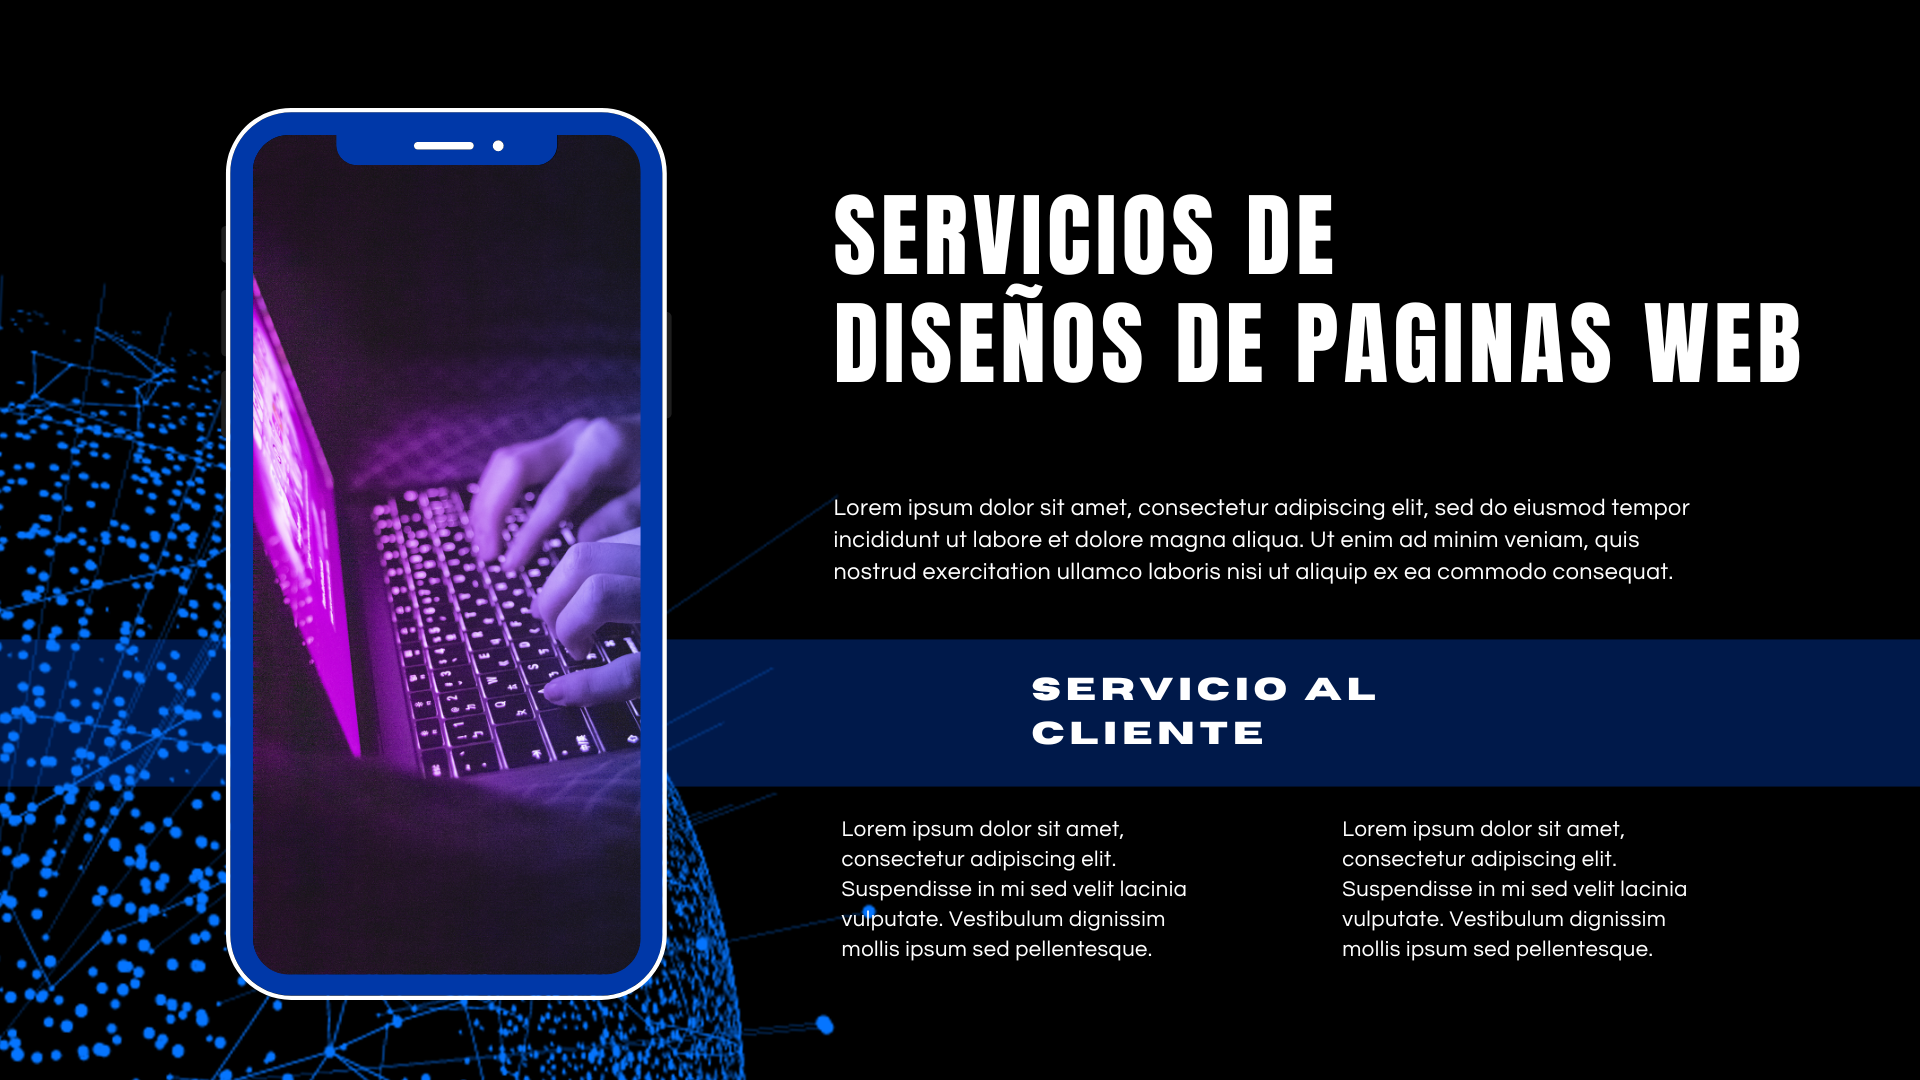 SERVICIOS DE
DISEÑOS DE PAGINAS WEB
Lorem ipsum dolor sit amet, consectetur adipiscing elit, sed do eiusmod tempor
incididunt ut labore et dolore magna aliqua. Ut enim ad minim veniam, quis
nostrud exercitation ullamco laboris nisi ut aliquip ex ea commodo consequat.
SERVICIO AL
CLIENTE
Lorem ipsum dolor sit amet,
consectetur adipiscing elit.
Suspendisse in mi sed velit lacinia
vulputate. Vestibulum dignissim
mollis ipsum sed pellentesque.
Lorem ipsum dolor sit amet,
consectetur adipiscing elit.
Suspendisse in mi sed velit lacinia
vulputate. Vestibulum dignissim
mollis ipsum sed pellentesque.